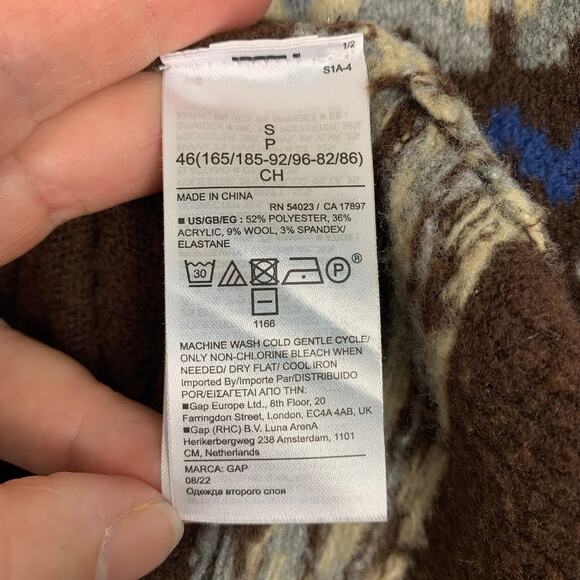 1/2
S1A-4
S
P
46(165/185-92/96-82/86)
CH
MADE IN CHINA
RN 54023 / CA 17897
■ US/GB/EG : 52% POLYESTER, 36%
ACRYLIC, 9% WOOL, 3% SPANDEX/
ELASTANE
30 P ®
1166
MACHINE WASH COLD GENTLE CYCLE/
ONLY NON-CHLORINE BLEACH WHEN
NEEDED/ DRY FLAT/ COOL IRON
Imported By/Importe Par/DISTRIBUIDO
POR/ΕΙΣΑΓΕΤΑΙ ΑΠΟ ΤΗΝ:
■Gap Europe Ltd., 8th Floor, 20
Farringdon Street, London, EC4A 4AB, UK
■Gap (RHC) B.V. Luna ArenA
Herikerbergweg 238 Amsterdam, 1101
CM, Netherlands
MARCA: GAP
08/22
Одежда второго слоя